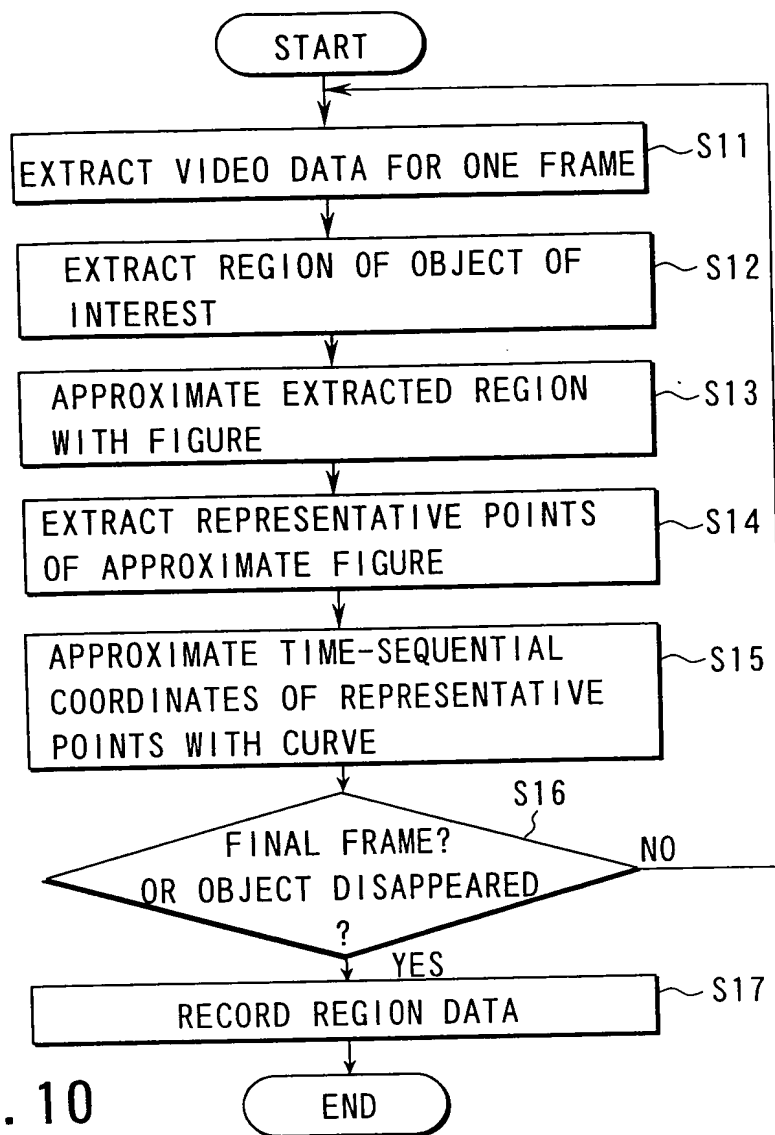 START
EXTRACT VIDEO DATA FOR ONE FRAME
S11
EXTRACT REGION OF OBJECT OF
INTEREST
S12
APPROXIMATE EXTRACTED REGION
WITH FIGURE
S13
EXTRACT REPRESENTATIVE POINTS
OF APPROXIMATE FIGURE
S14
APPROXIMATE TIME-SEQUENTIAL
COORDINATES OF REPRESENTATIVE
POINTS WITH CURVE
S15
S16
FINAL FRAME?
OR OBJECT DISAPPEARED
?
NO
YES
RECORD REGION DATA
S17
END
. 10